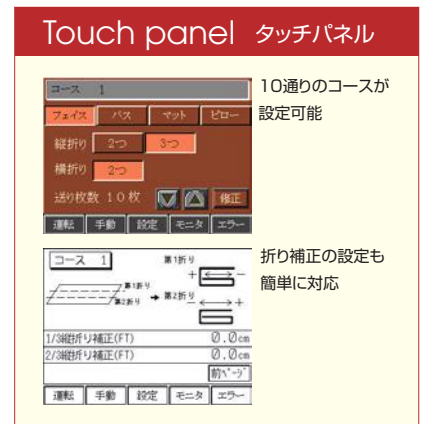 Touch panel タッチパネル
コース 1
フェイス バス マット ピロー
縦折り 2つ 3つ
横折り 2つ
送り枚数 10枚 修正
運転 手動 設定 モニタ エラー
10通りのコースが
設定可能
コース 1
第1折り
+ −
第1折り
第2折り → 第2折り
− +
1/3縦折り補正(FT) 0.0cm
2/3縦折り補正(FT) 0.0cm
前ページ
運転 手動 設定 モニタ エラー
折り補正の設定も
簡単に対応